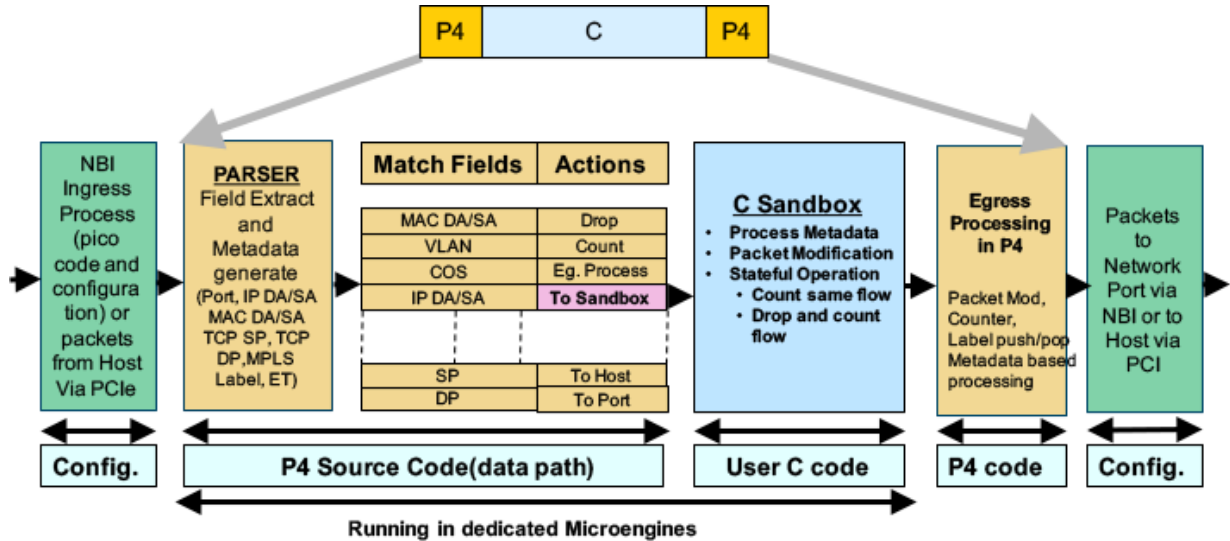 P4 C P4
NBI
Ingress
Process
(pico
code and
configura
tion) or
packets
from Host
Via PCIe
PARSER
Field Extract
and
Metadata
generate
(Port, IP DA/SA
MAC DA/SA
TCP SP, TCP
DP,MPLS
Label, ET)
Match Fields Actions
MAC DA/SA Drop
VLAN Count
COS Eg. Process
IP DA/SA To Sandbox
SP To Host
DP To Port
C Sandbox
• Process Metadata
• Packet Modification
• Stateful Operation
• Count same flow
• Drop and count
flow
Egress
Processing
in P4
Packet Mod,
Counter,
Label push/pop
Metadata based
processing
Packets
to
Network
Port via
NBI or to
Host via
PCI
Config. P4 Source Code(data path) User C code P4 code Config.
Running in dedicated Microengines